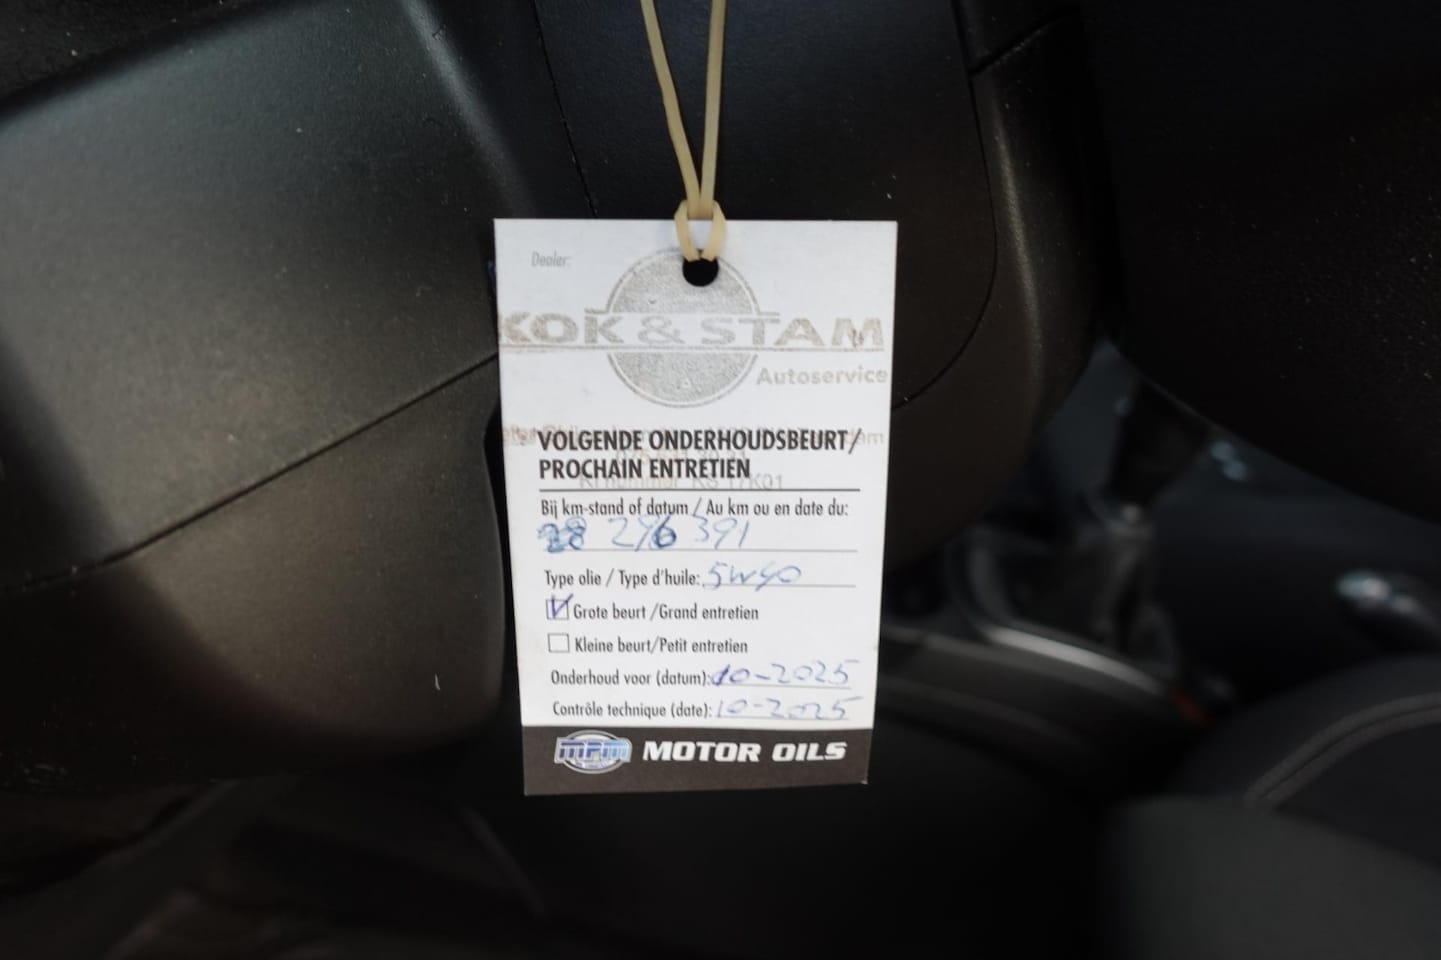 Dealer:
KOK & STAM
Autoservice
VOLGENDE ONDERHOUDSBEURT/
PROCHAIN ENTRETIEN
Bij km-stand of datum / Au km ou en date du:
296 391
Type olie / Type d'huile: 5W40
Grote beurt /Grand entretien
Kleine beurt/Petit entretien
Onderhoud voor (datum): 10-2025
Contrôle technique (date): 10-2025
MPM MOTOR OILS